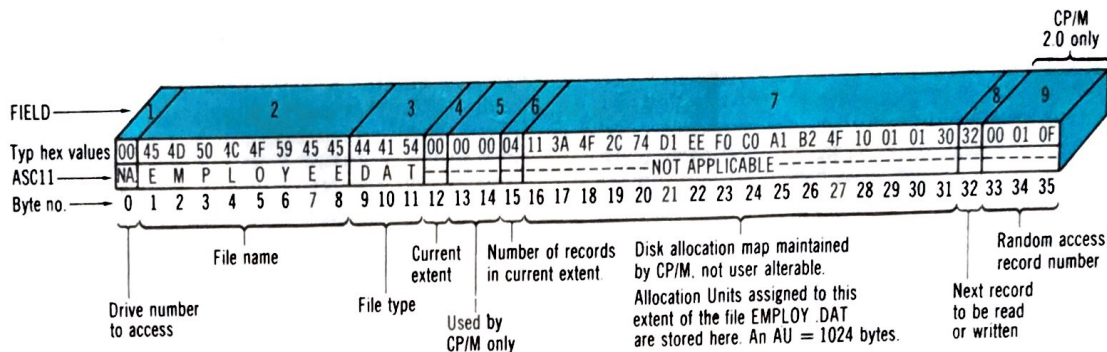 CP/M
2.0 only
FIELD
1 2 3 4 5 6 7 8 9
Typ hex values 00 45 4D 50 4C 4F 59 45 45 44 41 54 00 00 00 04 11 3A 4F 2C 74 D1 EE F0 C0 A1 B2 4F 10 01 01 30 32 00 01 0F
ASC11 NA E M P L O Y E E D A T NOT APPLICABLE
Byte no. 0 1 2 3 4 5 6 7 8 9 10 11 12 13 14 15 16 17 18 19 20 21 22 23 24 25 26 27 28 29 30 31 32 33 34 35
Drive number
to access
File name
File type
Current
extent
Used by
CP/M only
Number of records
in current extent
Disk allocation map maintained
by CP/M, not user alterable.
Allocation Units assigned to this
extent of the file EMPLOY .DAT
are stored here. An AU = 1024 bytes.
Next record
to be read
or written
Random access
record number